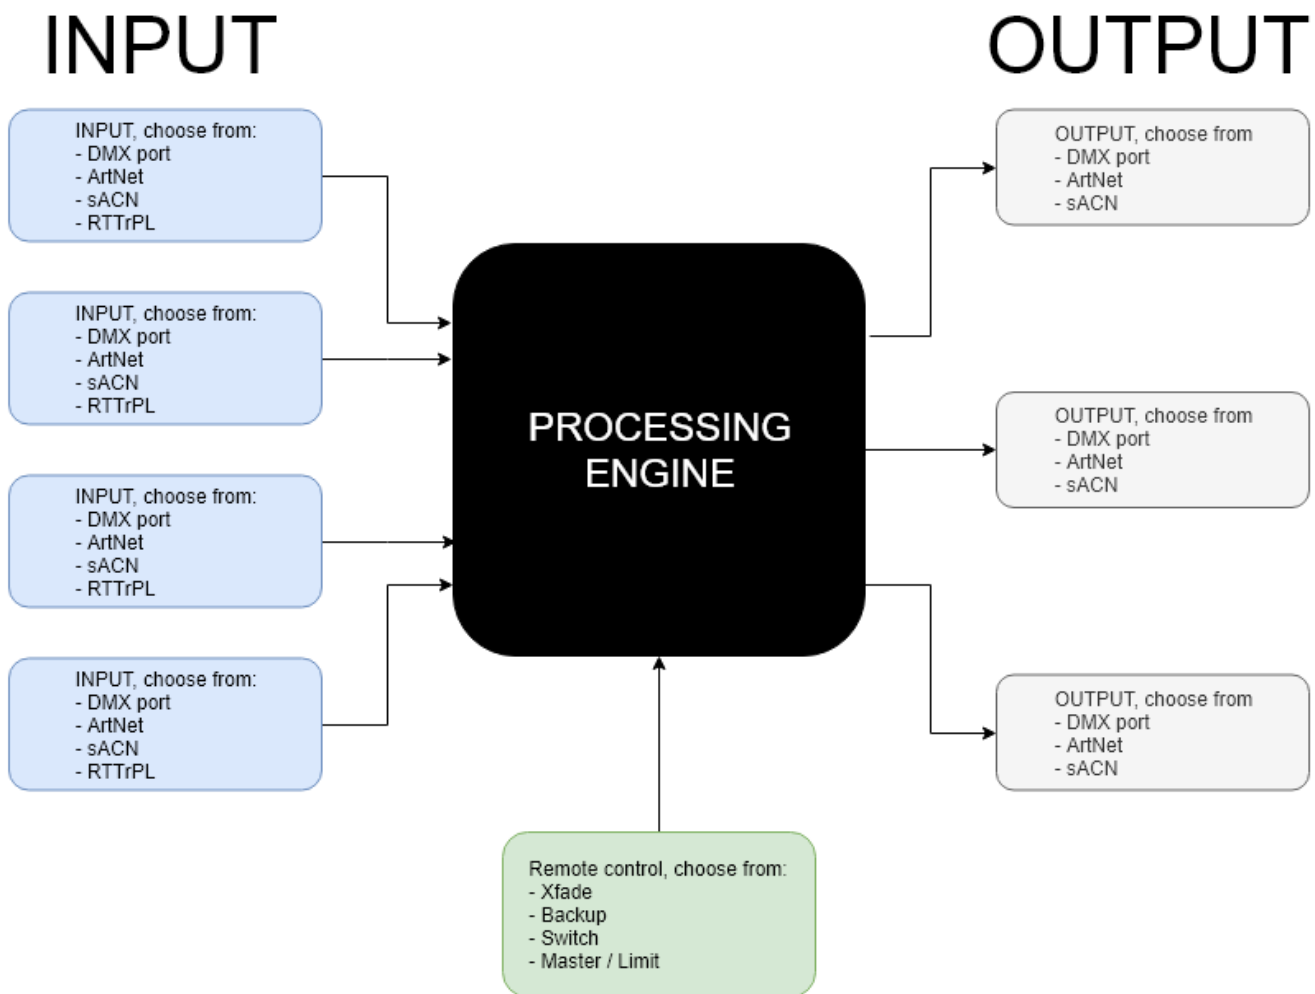 INPUT
OUTPUT
INPUT, choose from:
- DMX port
- ArtNet
- sACN
- RTTrPL
INPUT, choose from:
- DMX port
- ArtNet
- sACN
- RTTrPL
INPUT, choose from:
- DMX port
- ArtNet
- sACN
- RTTrPL
INPUT, choose from:
- DMX port
- ArtNet
- sACN
- RTTrPL
PROCESSING
ENGINE
Remote control, choose from:
- Xfade
- Backup
- Switch
- Master / Limit
OUTPUT, choose from
- DMX port
- ArtNet
- sACN
OUTPUT, choose from
- DMX port
- ArtNet
- sACN
OUTPUT, choose from
- DMX port
- ArtNet
- sACN